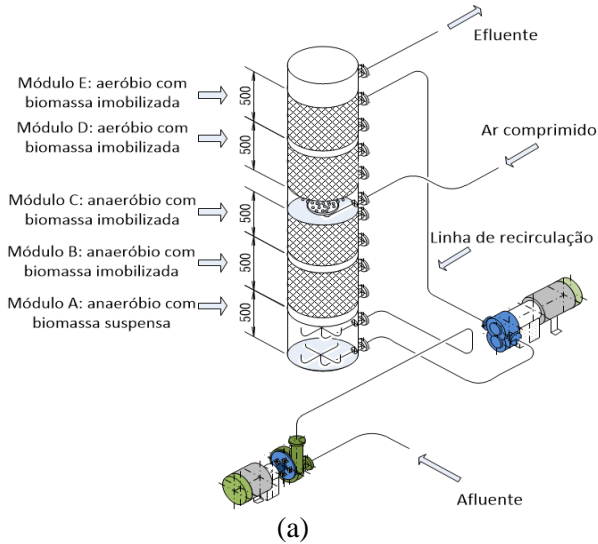 Efluente
Módulo E: aeróbio com
biomassa imobilizada
500
Módulo D: aeróbio com
biomassa imobilizada
500
Ar comprimido
Módulo C: anaeróbio com
biomassa imobilizada
500
Linha de recirculação
Módulo B: anaeróbio com
biomassa imobilizada
500
Módulo A: anaeróbio com
biomassa suspensa
500
Afluente
(a)